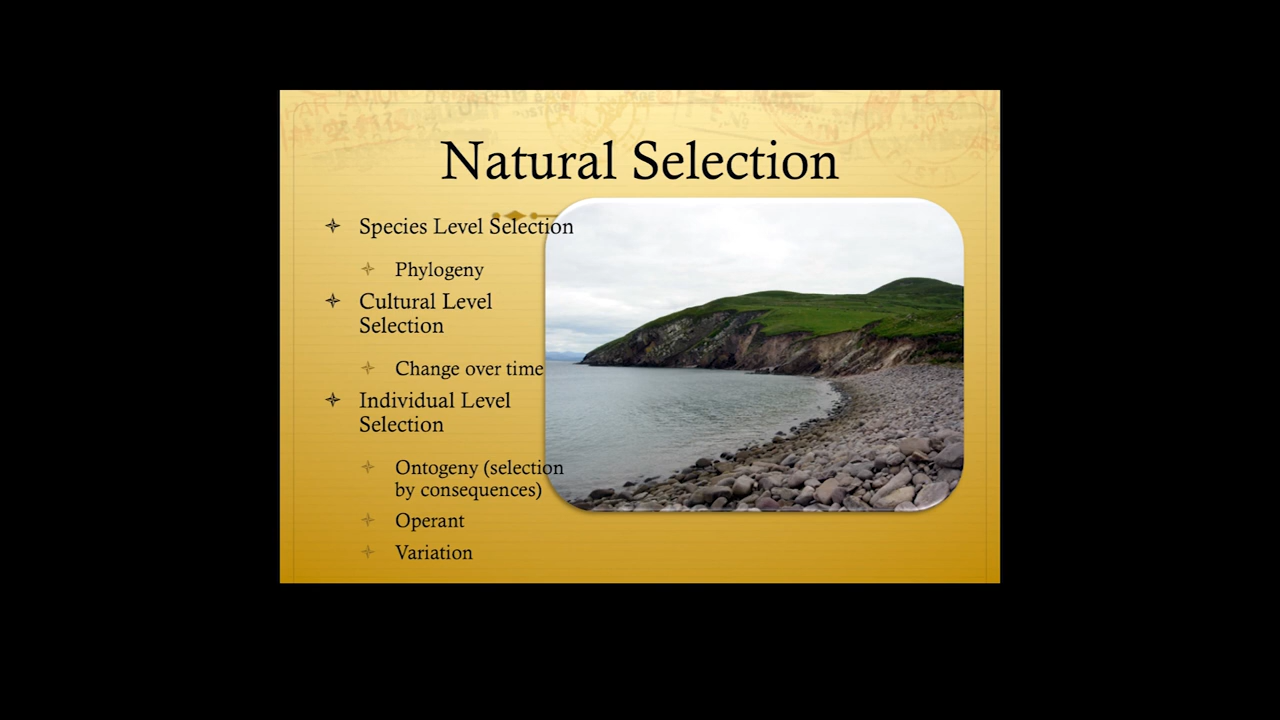 Natural Selection
Species Level Selection
Phylogeny
Cultural Level
Selection
Change over time
Individual Level
Selection
Ontogeny (selection
by consequences)
Operant
Variation